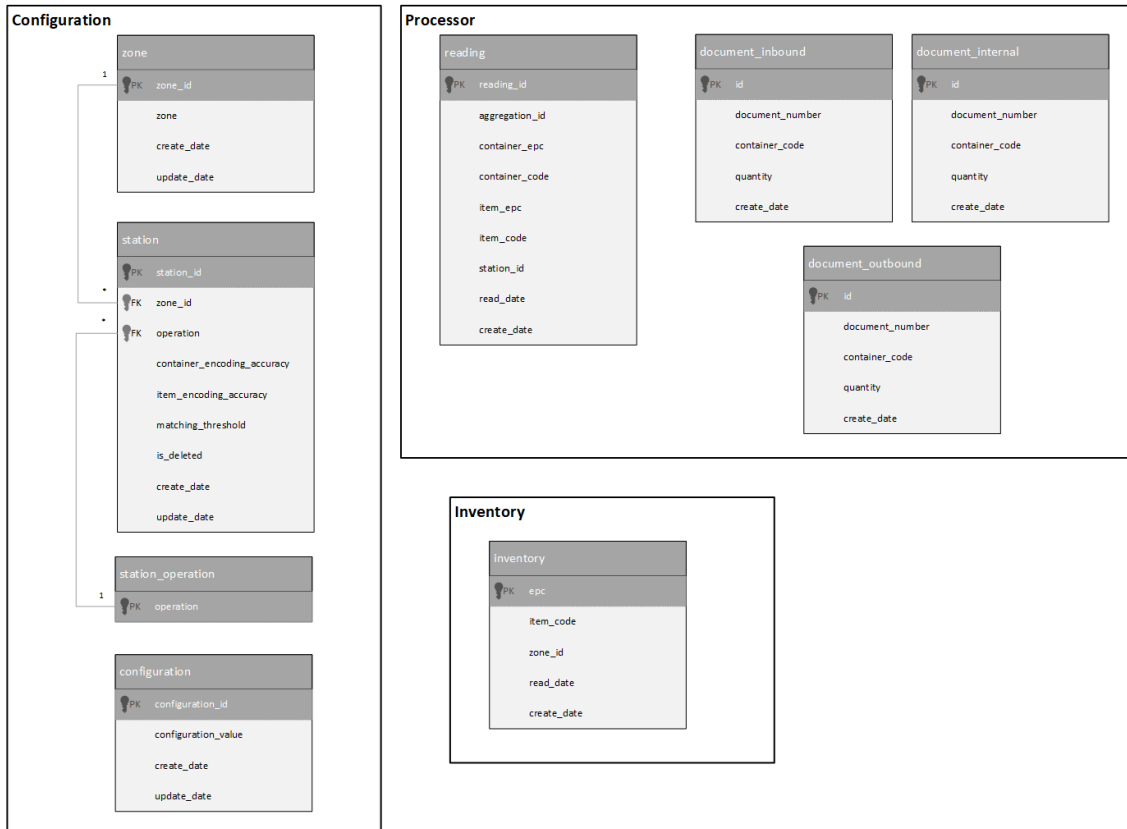 Configuration
zone
1
PK zone_id
zone
create_date
update_date
station
PK station_id
*
FK zone_id
*
FK operation
container_encoding_accuracy
item_encoding_accuracy
matching_threshold
is_deleted
create_date
update_date
station_operation
1
PK operation
configuration
PK configuration_id
configuration_value
create_date
update_date
Processor
reading
PK reading_id
aggregation_id
container_epc
container_code
item_epc
item_code
station_id
read_date
create_date
document_inbound
PK id
document_number
container_code
quantity
create_date
document_internal
PK id
document_number
container_code
quantity
create_date
document_outbound
PK id
document_number
container_code
quantity
create_date
Inventory
inventory
PK epc
item_code
zone_id
read_date
create_date